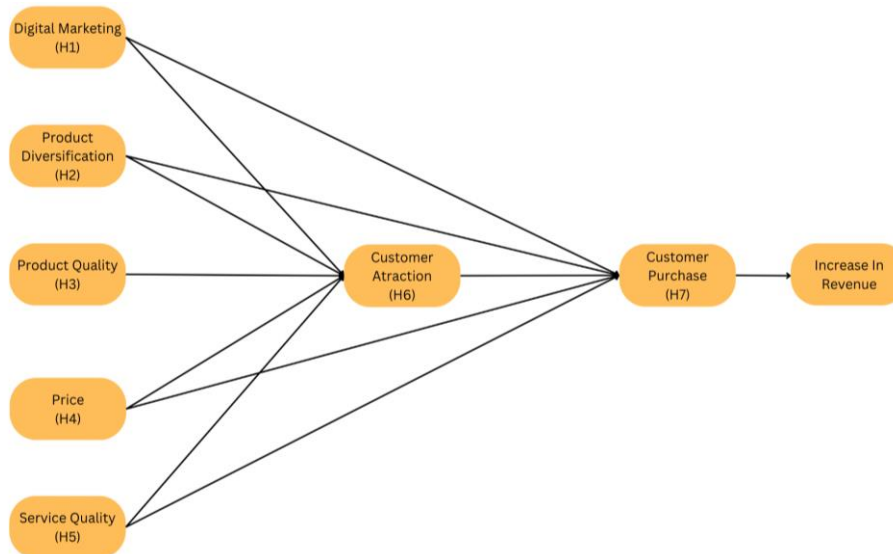 Digital Marketing
(H1)
Product
Diversification
(H2)
Product Quality
(H3)
Price
(H4)
Service Quality
(H5)
Customer
Atraction
(H6)
Customer
Purchase
(H7)
Increase In
Revenue